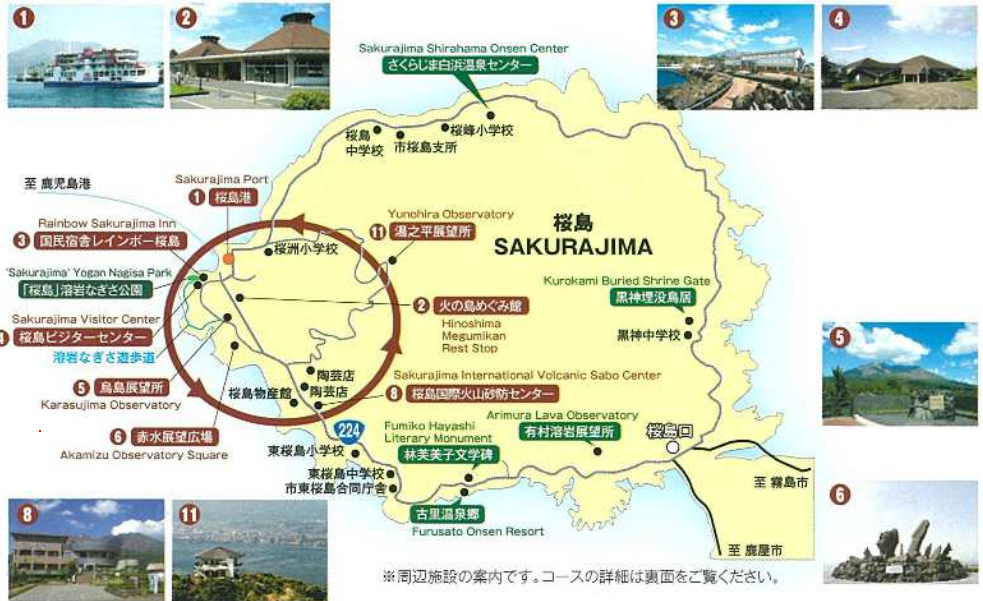 1
2
3
4
Sakurajima Shirahama Onsen Center
さくらじま白浜温泉センター
桜島
中学校
市桜島支所
桜峰小学校
至 鹿児島港
Sakurajima Port
1 桜島港
Rainbow Sakurajima Inn
3 国民宿舎レインボー桜島
桜洲小学校
Yunohira Observatory
11 湯之平展望所
桜島
SAKURAJIMA
'Sakurajima' Yogan Nagisa Park
「桜島」溶岩なぎさ公園
Kurokami Buried Shrine Gate
黒神埋没鳥居
黒神中学校
Sakurajima Visitor Center
4 桜島ビジターセンター
溶岩なぎさ遊歩道
2 火の島めぐみ館
Hinoshima
Megumikan
Rest Stop
5 烏島展望所
Karasujima Observatory
桜島物産館
陶芸店
陶芸店
Sakurajima International Volcanic Sabo Center
8 桜島国際火山砂防センター
5
6 赤水展望広場
Akamizu Observatory Square
224
東桜島小学校
東桜島中学校
市東桜島合同庁舎
Fumiko Hayashi
Literary Monument
林芙美子文学碑
Arimura Lava Observatory
有村溶岩展望所
桜島口
古里温泉郷
Furusato Onsen Resort
至 霧島市
至 鹿屋市
8
11
6
※周辺施設の案内です。コースの詳細は裏面をご覧ください。